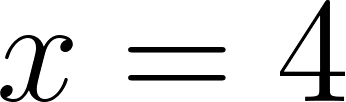 x = 4